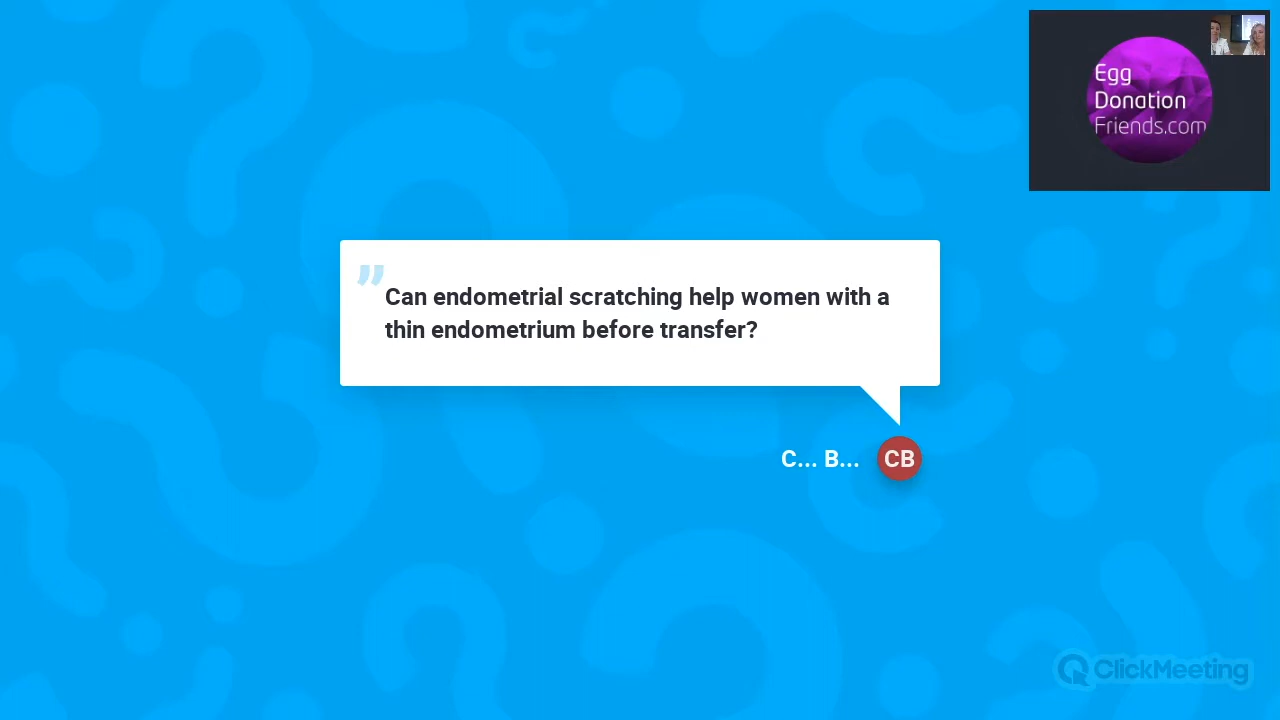 Egg
Donation
Friends.com
”
Can endometrial scratching help women with a
thin endometrium before transfer?
C... B...
CB
ClickMeeting